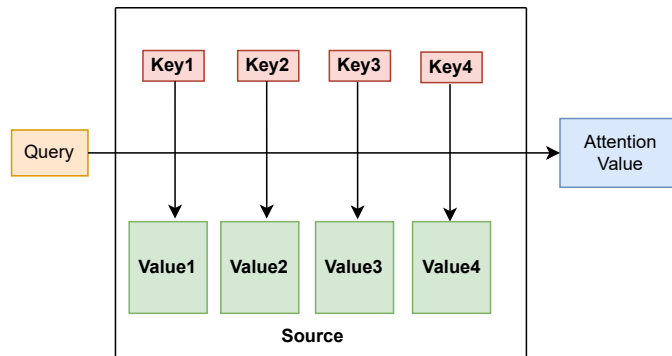 Key1
Key2
Key3
Key4
Query
Attention
Value
Value1
Value2
Value3
Value4
Source